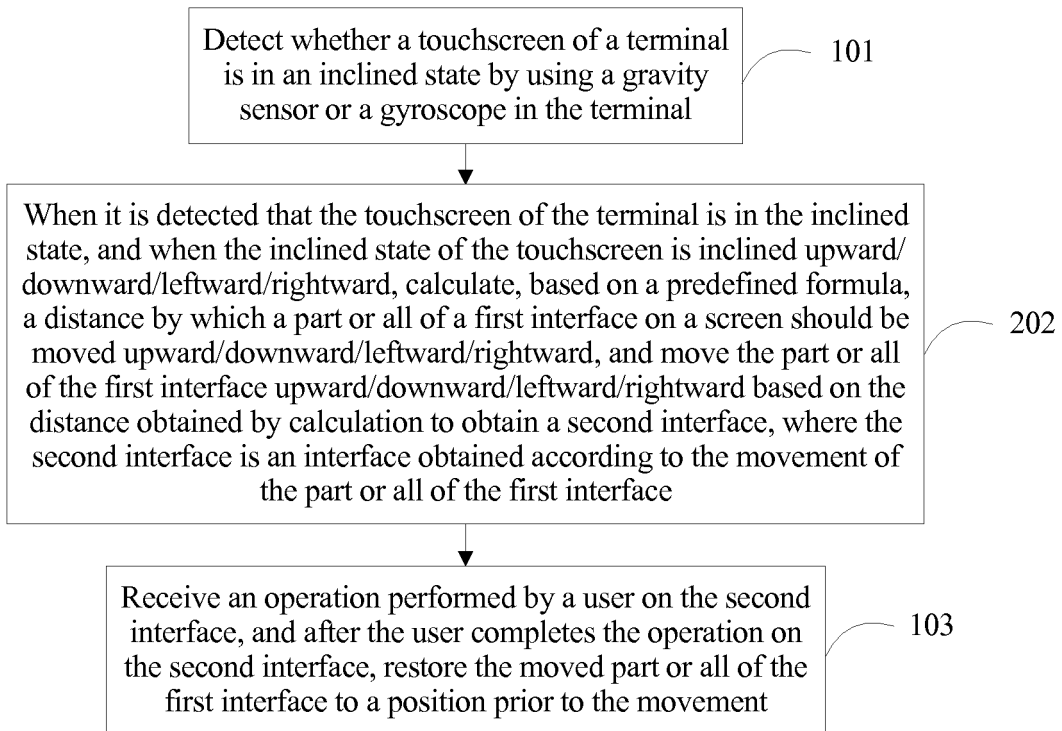 Detect whether a touchscreen of a terminal
is in an inclined state by using a gravity
sensor or a gyroscope in the terminal
101
When it is detected that the touchscreen of the terminal is in the inclined
state, and when the inclined state of the touchscreen is inclined upward/
downward/leftward/rightward, calculate, based on a predefined formula,
a distance by which a part or all of a first interface on a screen should be
moved upward/downward/leftward/rightward, and move the part or all
of the first interface upward/downward/leftward/rightward based on the
distance obtained by calculation to obtain a second interface, where the
second interface is an interface obtained according to the movement of
the part or all of the first interface
202
Receive an operation performed by a user on the second
interface, and after the user completes the operation on
the second interface, restore the moved part or all of the
first interface to a position prior to the movement
103